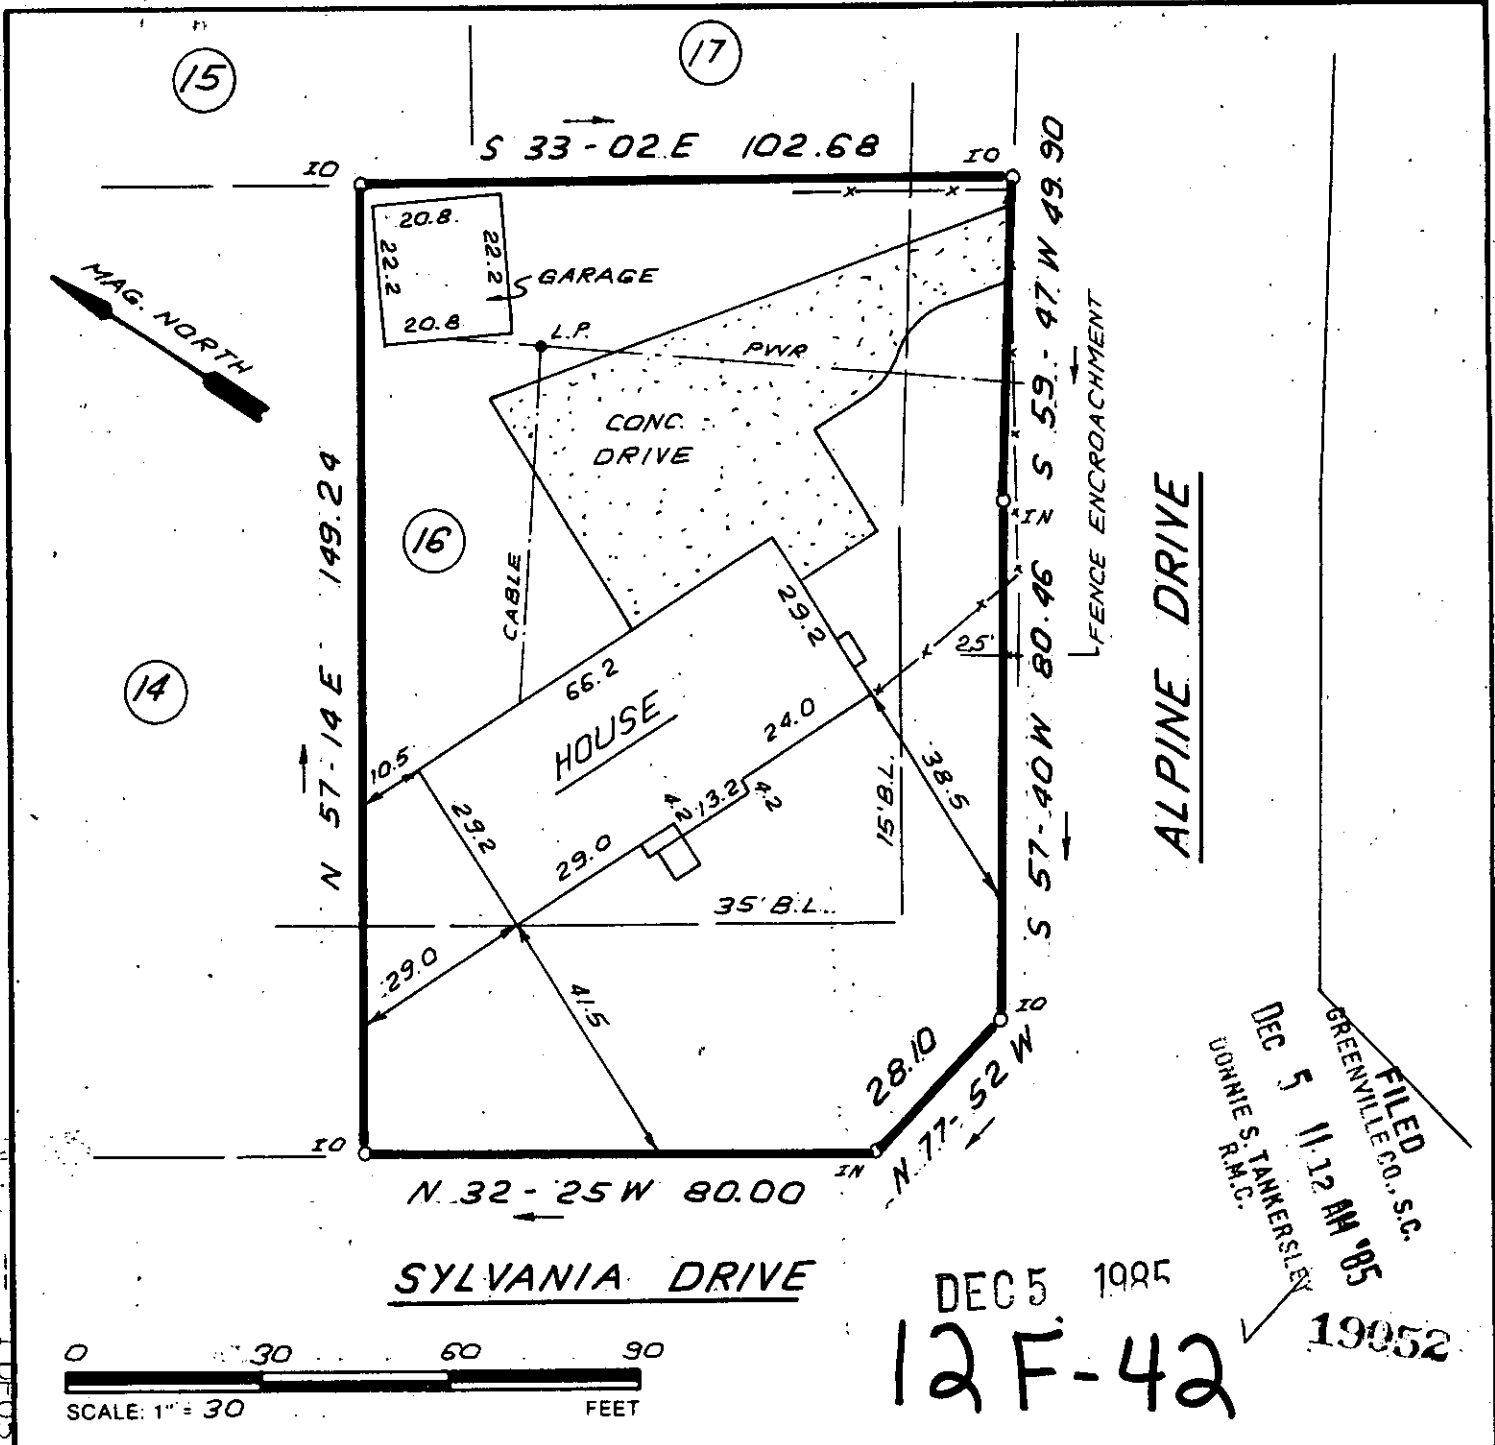 15
17
S 33-02 E 102.68
IO
IO
S 59-47 W 49.90
20.8
22.2
22.2
GARAGE
20.8
MAG. NORTH
L.P.
PWR
CONC.
DRIVE
FENCE ENCROACHMENT
N 57-14 E 149.24
16
CABLE
IN
ALPINE DRIVE
29.2
25'
S 57-40 W 80.46
14
66.2
HOUSE
24.0
10.5
38.5
29.2
4.2
13.2
4.2
15' B.L.
29.0
35' B.L.
29.0
41.5
IO
28.10
N 77-52 W
IO
IN
N 32-25 W 80.00
SYLVANIA DRIVE
FILED
GREENVILLE CO., S.C.
DEC 5 11 12 AM '85
DONNIE S. TANKERSLEY
R.M.C.
DEC 5 1985
12 F-42
19052
0 30 60 90
SCALE: 1" = 30 FEET